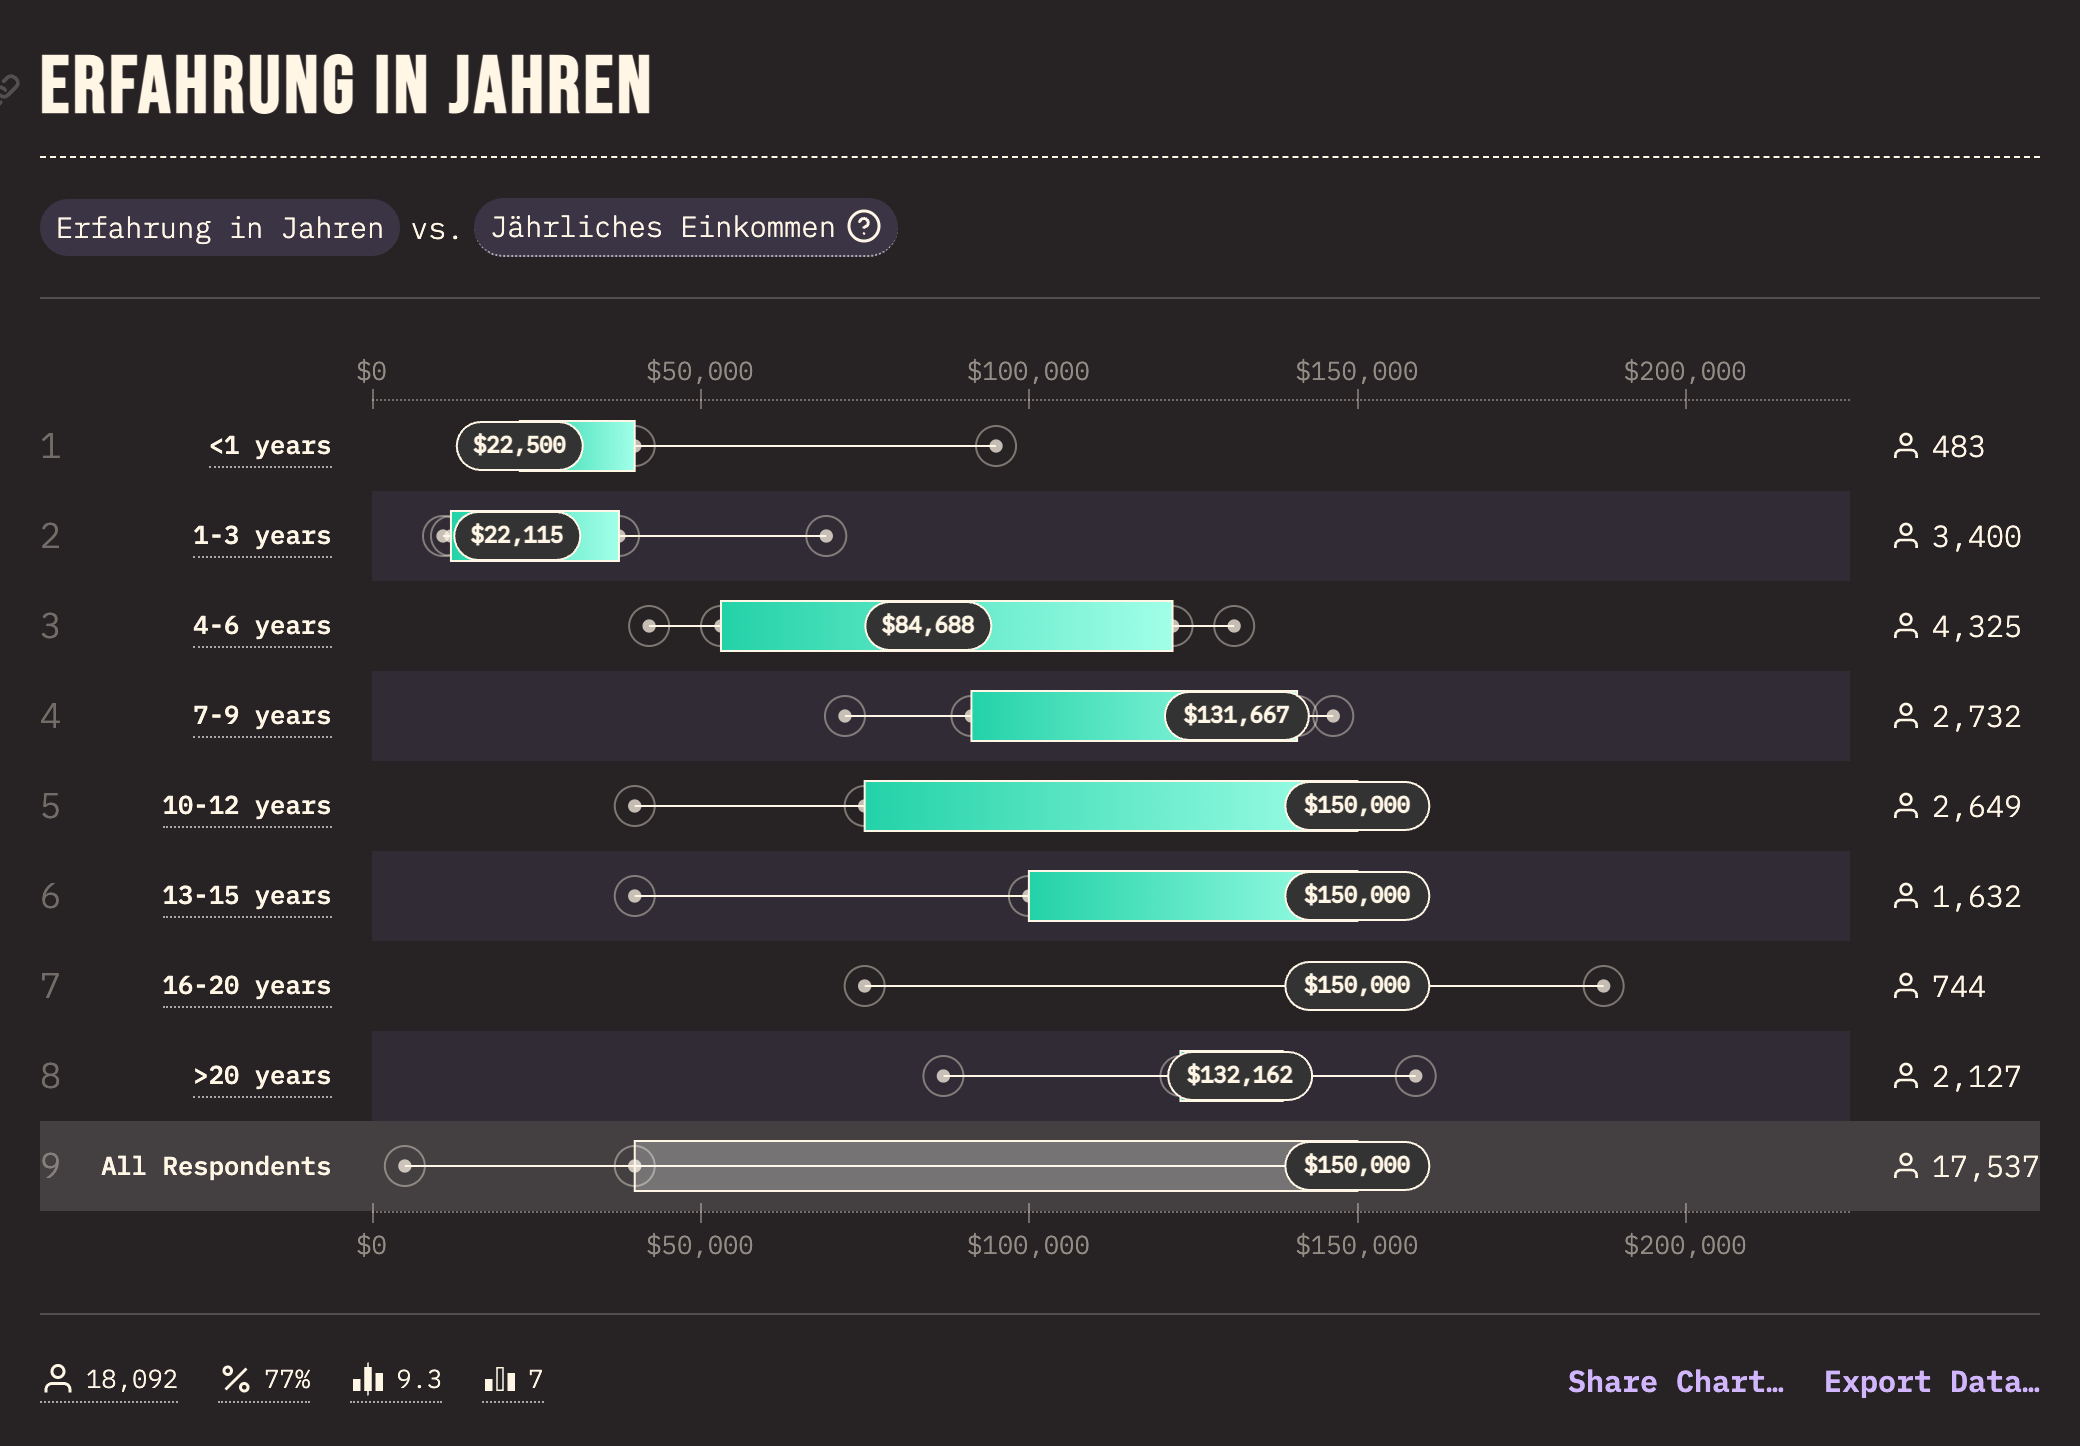 ERFAHRUNG IN JAHREN
Erfahrung in Jahren vs. Jährliches Einkommen ?
$0 $50,000 $100,000 $150,000 $200,000
1 <1 years $22,500 483
2 1-3 years $22,115 3,400
3 4-6 years $84,688 4,325
4 7-9 years $131,667 2,732
5 10-12 years $150,000 2,649
6 13-15 years $150,000 1,632
7 16-20 years $150,000 744
8 >20 years $132,162 2,127
9 All Respondents $150,000 17,537
$0 $50,000 $100,000 $150,000 $200,000
18,092 % 77% 9.3 7 Share Chart… Export Data…